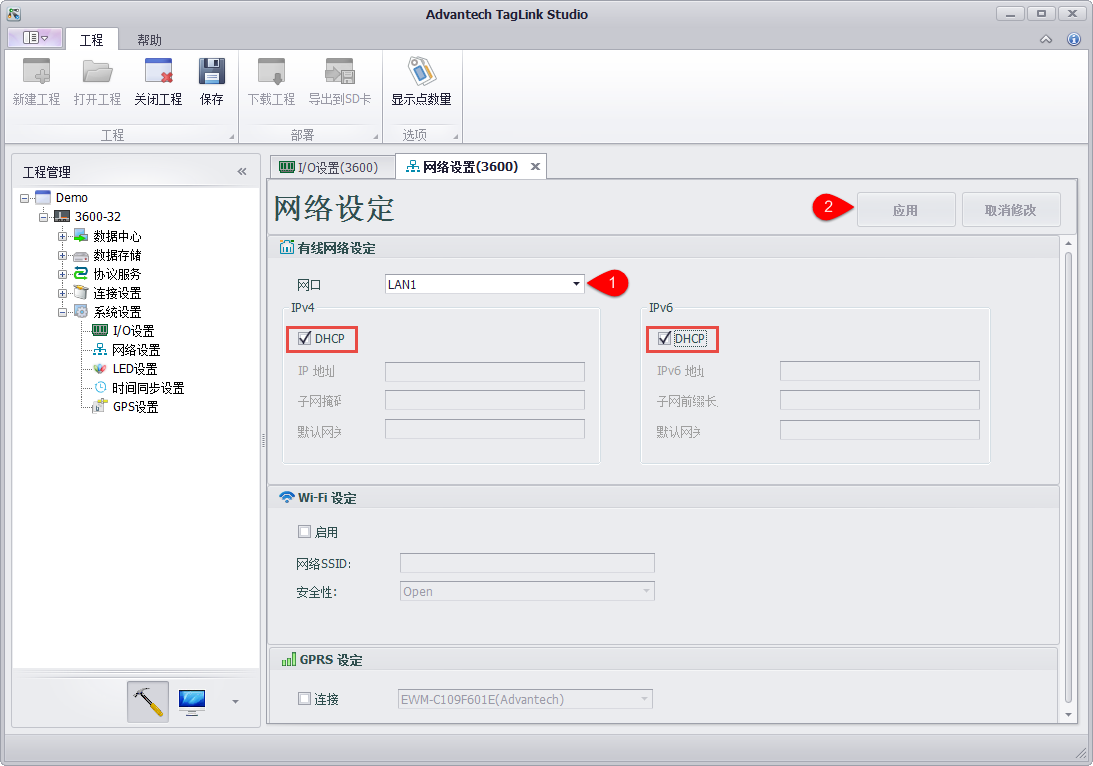 Advantech TagLink Studio
工程 帮助
新建工程 打开工程 关闭工程 保存 下载工程 导出到SD卡 显示点数量
工程 部署 选项
工程管理
Demo
3600-32
数据中心
数据存储
协议服务
连接设置
系统设置
I/O设置
网络设置
LED设置
时间同步设置
GPS设置
I/O设置(3600) 网络设置(3600)
网络设定
2
应用 取消修改
有线网络设定
网口 LAN1
1
IPv4 IPv6
DHCP DHCP
IP 地址 IPv6 地址
子网掩码 子网前缀长
默认网关 默认网关
Wi-Fi 设定
启用
网络SSID:
安全性: Open
GPRS 设定
连接 EWM-C109F601E(Advantech)